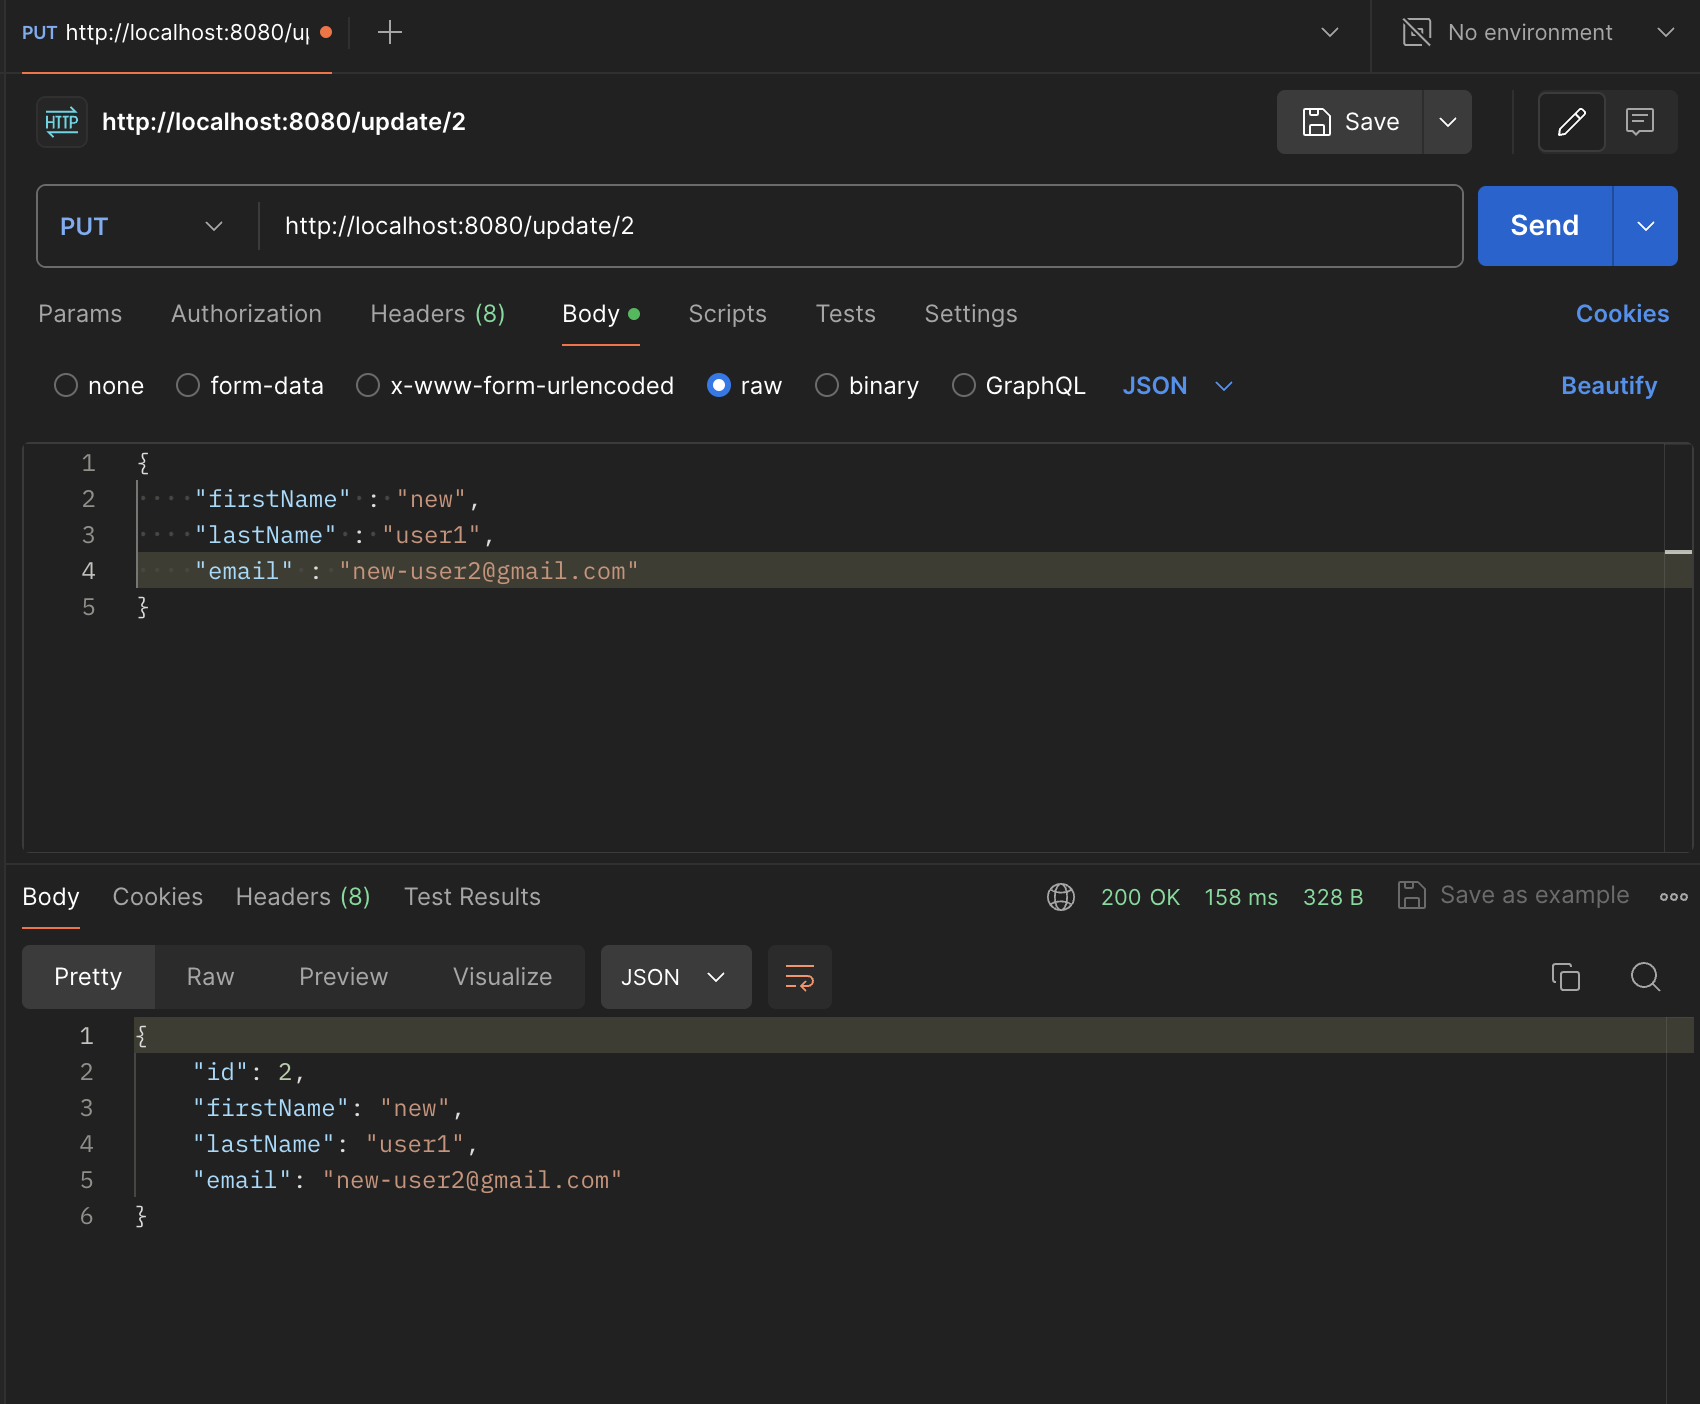 PUT http://localhost:8080/up
No environment
HTTP http://localhost:8080/update/2
Save
PUT http://localhost:8080/update/2
Send
Params Authorization Headers (8) Body Scripts Tests Settings Cookies
none form-data x-www-form-urlencoded raw binary GraphQL JSON Beautify
1 {
2 "firstName" : "new",
3 "lastName" : "user1",
4 "email" : "new-user2@gmail.com"
5 }
Body Cookies Headers (8) Test Results 200 OK 158 ms 328 B Save as example
Pretty Raw Preview Visualize JSON
1 {
2 "id": 2,
3 "firstName": "new",
4 "lastName": "user1",
5 "email": "new-user2@gmail.com"
6 }